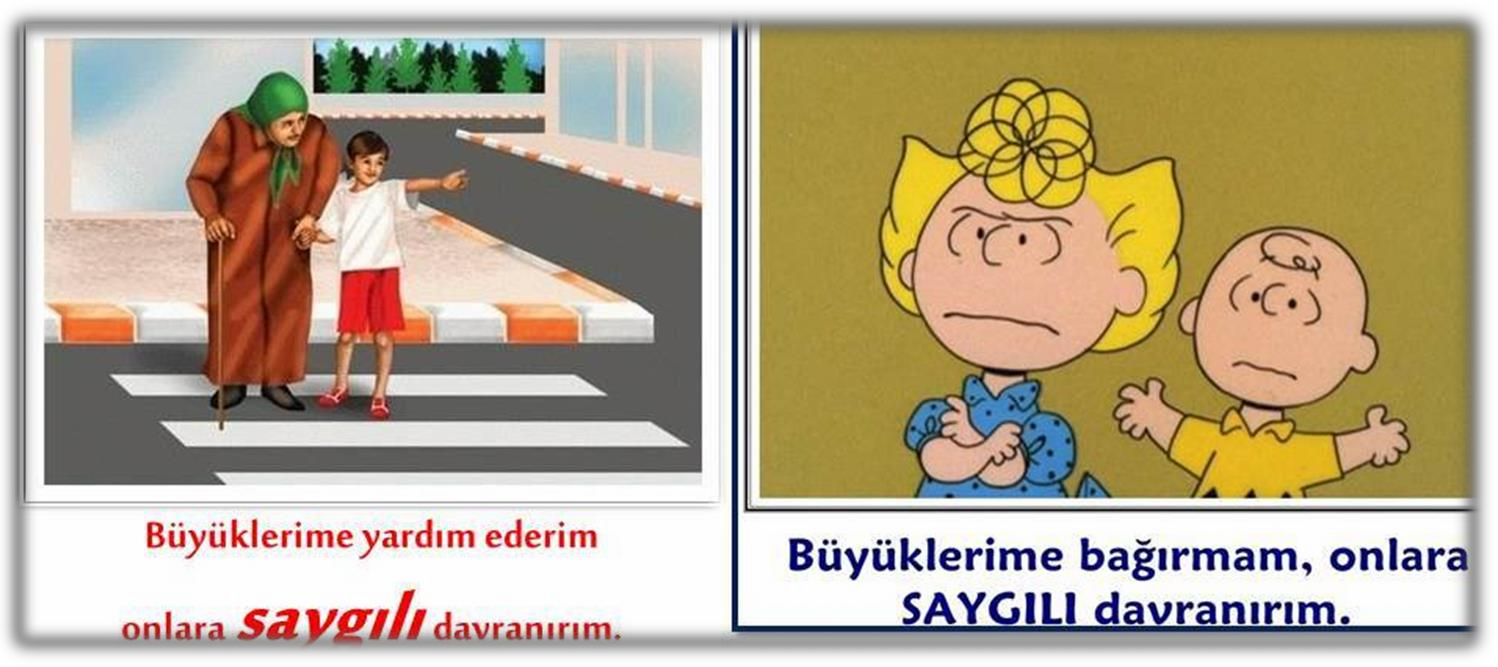 Büyüklerime yardım ederim
onlara saygılı davranırım.
Büyüklerime bağırmam, onlara
SAYGILI davranırım.